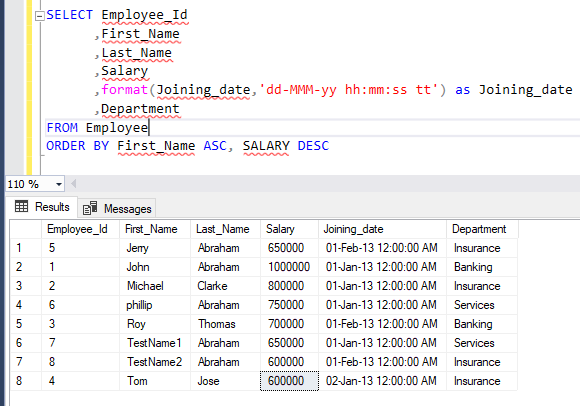 SELECT Employee_Id
,First_Name
,Last_Name
,Salary
,format(Joining_date,'dd-MMM-yy hh:mm:ss tt') as Joining_date
,Department
FROM Employee
ORDER BY First_Name ASC, SALARY DESC
110 %
Results Messages
Employee_Id First_Name Last_Name Salary Joining_date Department
1 5 Jerry Abraham 650000 01-Feb-13 12:00:00 AM Insurance
2 1 John Abraham 1000000 01-Jan-13 12:00:00 AM Banking
3 2 Michael Clarke 800000 01-Jan-13 12:00:00 AM Insurance
4 6 phillip Abraham 750000 01-Jan-13 12:00:00 AM Services
5 3 Roy Thomas 700000 01-Feb-13 12:00:00 AM Banking
6 7 TestName1 Abraham 650000 01-Jan-13 12:00:00 AM Services
7 8 TestName2 Abraham 600000 01-Feb-13 12:00:00 AM Insurance
8 4 Tom Jose 600000 02-Jan-13 12:00:00 AM Insurance